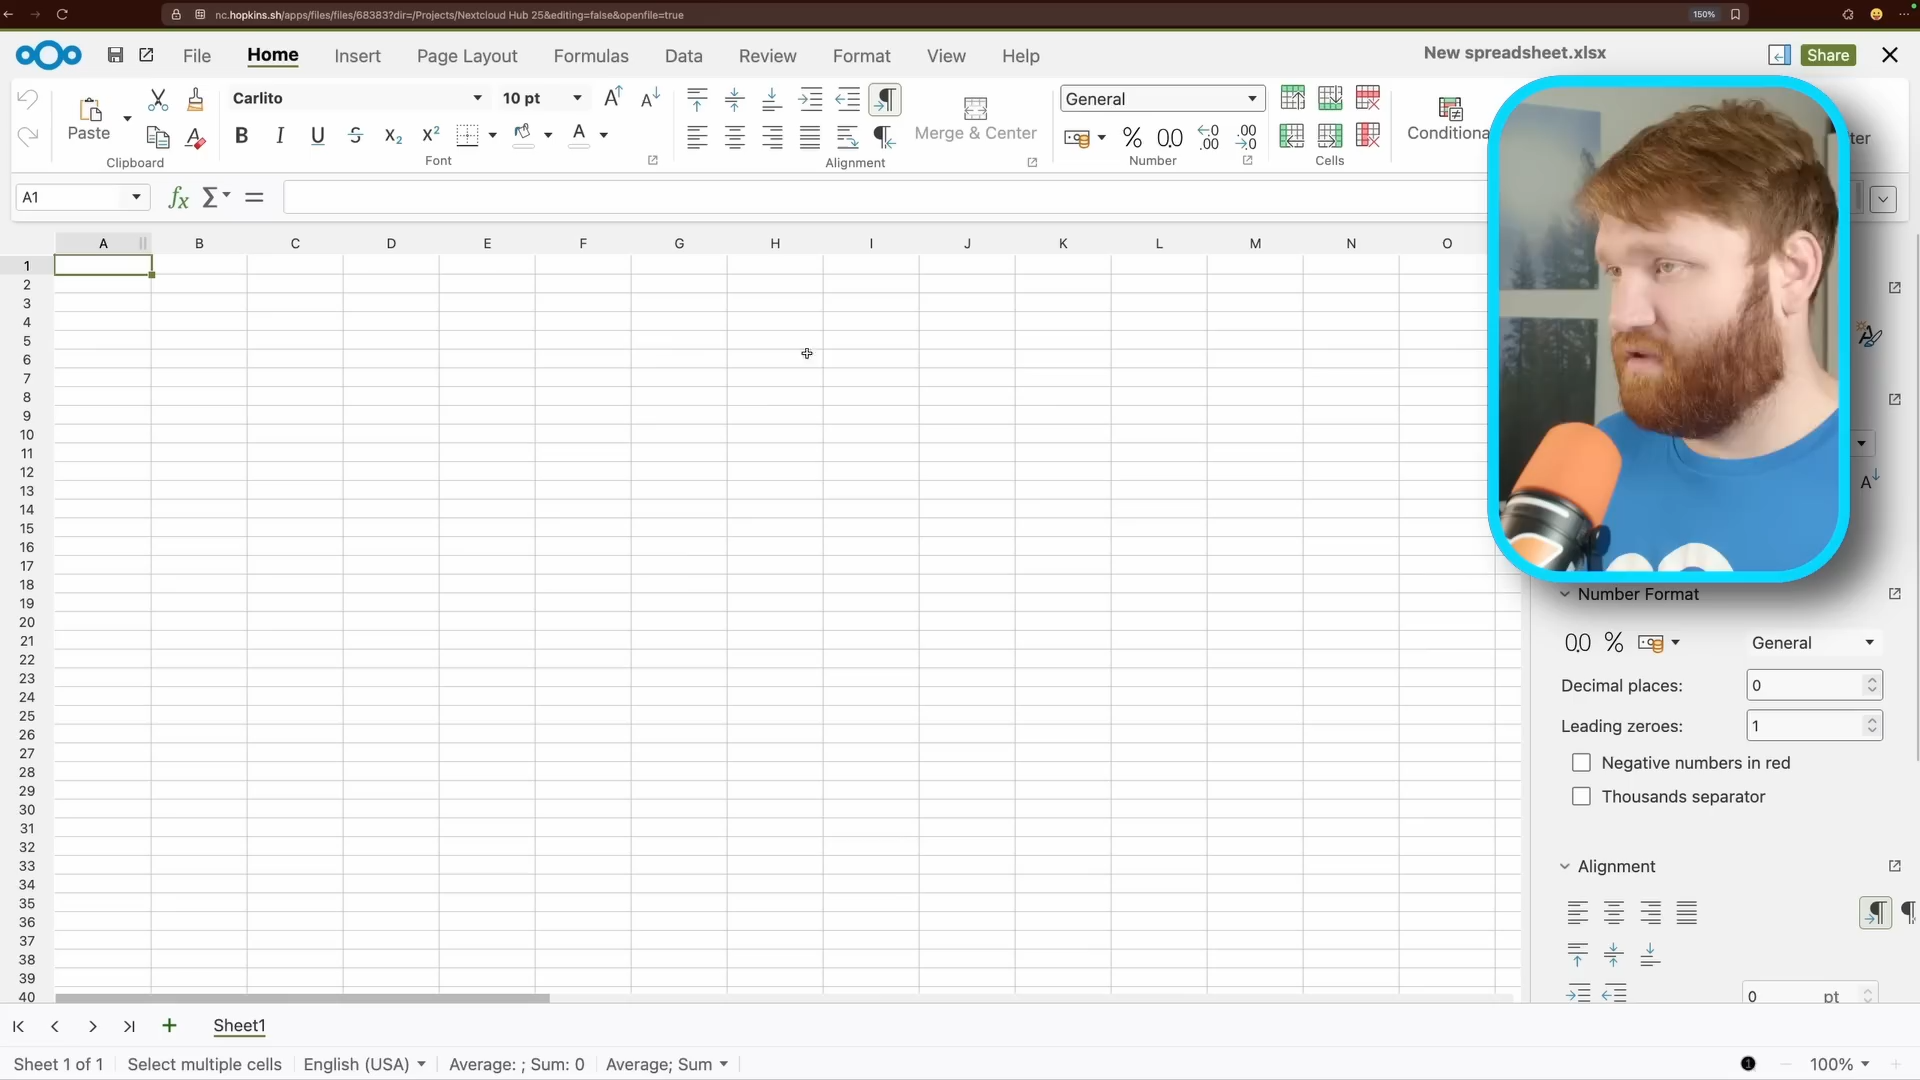 nc.hopkins.sh/apps/files/files/68383?dir=/Projects/Nextcloud Hub 25&editing=false&openfile=true
150%
File Home Insert Page Layout Formulas Data Review Format View Help
New spreadsheet.xlsx
Share
Paste
Clipboard
Carlito
10 pt
Font
Merge & Center
Alignment
General
Number
Cells
Conditiona
ter
A1
A B C D E F G H I J K L M N O
1
2
3
4
5
6
7
8
9
10
11
12
13
14
15
16
17
18
19
20
21
22
23
24
25
26
27
28
29
30
31
32
33
34
35
36
37
38
39
40
Number Format
General
Decimal places: 0
Leading zeroes: 1
Negative numbers in red
Thousands separator
Alignment
0 pt
Sheet1
Sheet 1 of 1 Select multiple cells English (USA) Average: ; Sum: 0 Average; Sum
100%